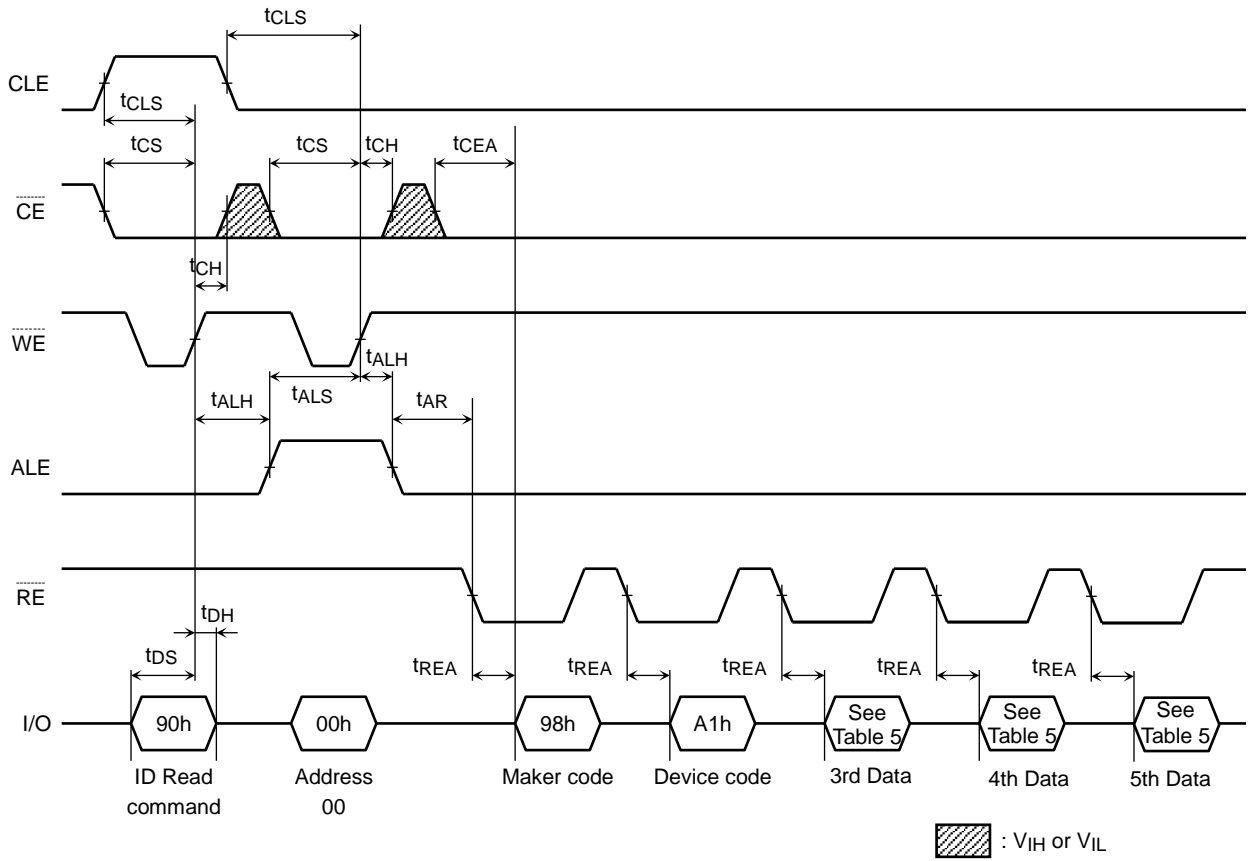 tCLS
CLE
tCLS
tCS
tCS
tCH
tCEA
CE
tCH
WE
tALH
tALH
tALS
tAR
ALE
RE
tDH
tDS
tREA
tREA
tREA
tREA
tREA
I/O
90h
00h
98h
A1h
See
Table 5
See
Table 5
See
Table 5
ID Read
command
Address
00
Maker code
Device code
3rd Data
4th Data
5th Data
: VIH or VIL